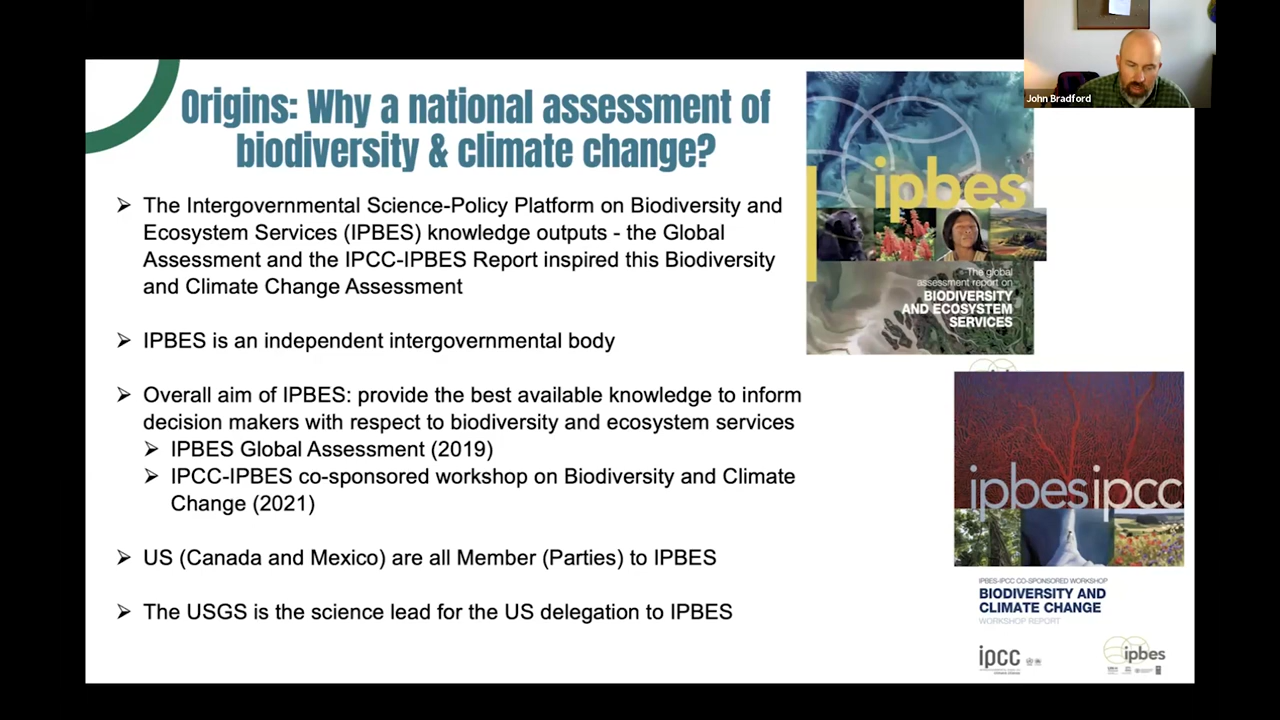 John Bradford
Origins: Why a national assessment of
biodiversity & climate change?
➢ The Intergovernmental Science-Policy Platform on Biodiversity and
Ecosystem Services (IPBES) knowledge outputs - the Global
Assessment and the IPCC-IPBES Report inspired this Biodiversity
and Climate Change Assessment
➢ IPBES is an independent intergovernmental body
➢ Overall aim of IPBES: provide the best available knowledge to inform
decision makers with respect to biodiversity and ecosystem services
➢ IPBES Global Assessment (2019)
➢ IPCC-IPBES co-sponsored workshop on Biodiversity and Climate
Change (2021)
➢ US (Canada and Mexico) are all Member (Parties) to IPBES
➢ The USGS is the science lead for the US delegation to IPBES
ipbes
The global
assessment report on
BIODIVERSITY
AND ECOSYSTEM
SERVICES
ipbes ipcc
IPBES-IPCC CO-SPONSORED WORKSHOP
BIODIVERSITY AND
CLIMATE CHANGE
WORKSHOP REPORT
ipcc
ipbes